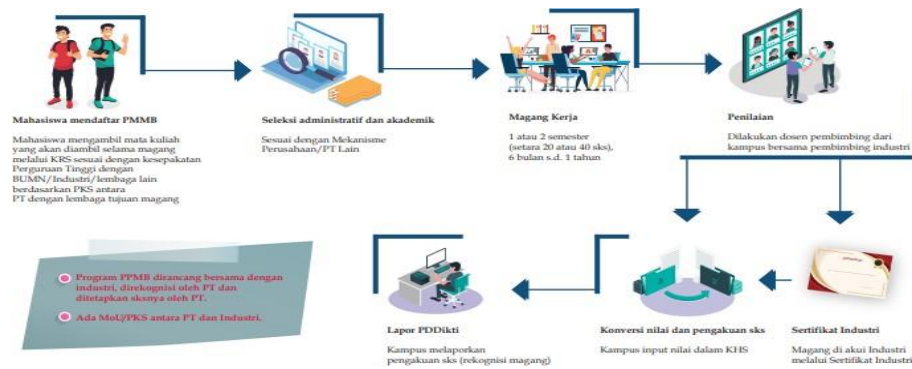 Mahasiswa mendaftar PMMB
Mahasiswa mengambil mata kuliah
yang akan diambil selama magang
melalui KRS sesuai dengan kesepakatan
Perguruan Tinggi dengan
BUMN/Industri/lembaga lain
berdasarkan PKS antara
PT dengan lembaga tujuan magang
Seleksi administratif dan akademik
Sesuai dengan Mekanisme
Perusahaan/PT Lain
Magang Kerja
1 atau 2 semester
(setara 20 atau 40 sks),
6 bulan s.d. 1 tahun
Penilaian
Dilakukan dosen pembimbing dari
kampus bersama pembimbing industri
Program PPMB dirancang bersama dengan
industri, direkognisi oleh PT dan
ditetapkan sksnya oleh PT.
Ada MoU/PKS antara PT dan Industri.
Lapor PDDikti
Kampus melaporkan
pengakuan sks (rekognisi magang)
Konversi nilai dan pengakuan sks
Kampus input nilai dalam KHS
Sertifikat Industri
Magang di akui Industri
melalui Sertifikat Industri